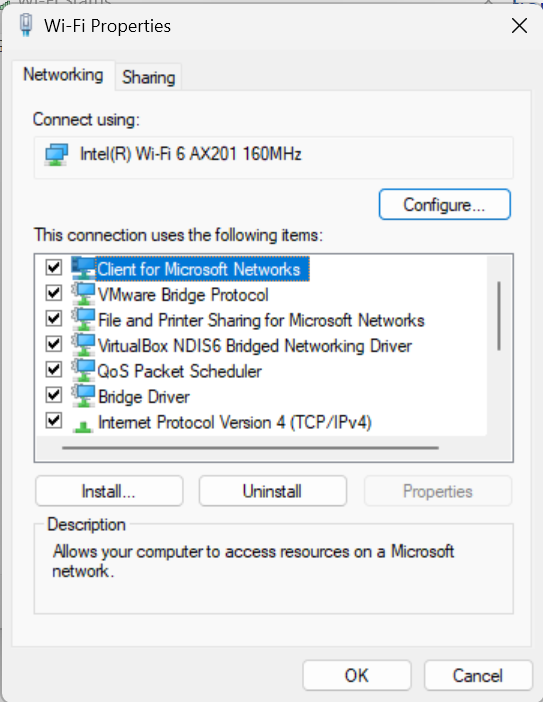 Wi-Fi Status
Wi-Fi Properties
Networking
Sharing
Connect using:
Intel(R) Wi-Fi 6 AX201 160MHz
Configure...
This connection uses the following items:
Client for Microsoft Networks
VMware Bridge Protocol
File and Printer Sharing for Microsoft Networks
VirtualBox NDIS6 Bridged Networking Driver
QoS Packet Scheduler
Bridge Driver
Internet Protocol Version 4 (TCP/IPv4)
Install...
Uninstall
Properties
Description
Allows your computer to access resources on a Microsoft
network.
OK
Cancel